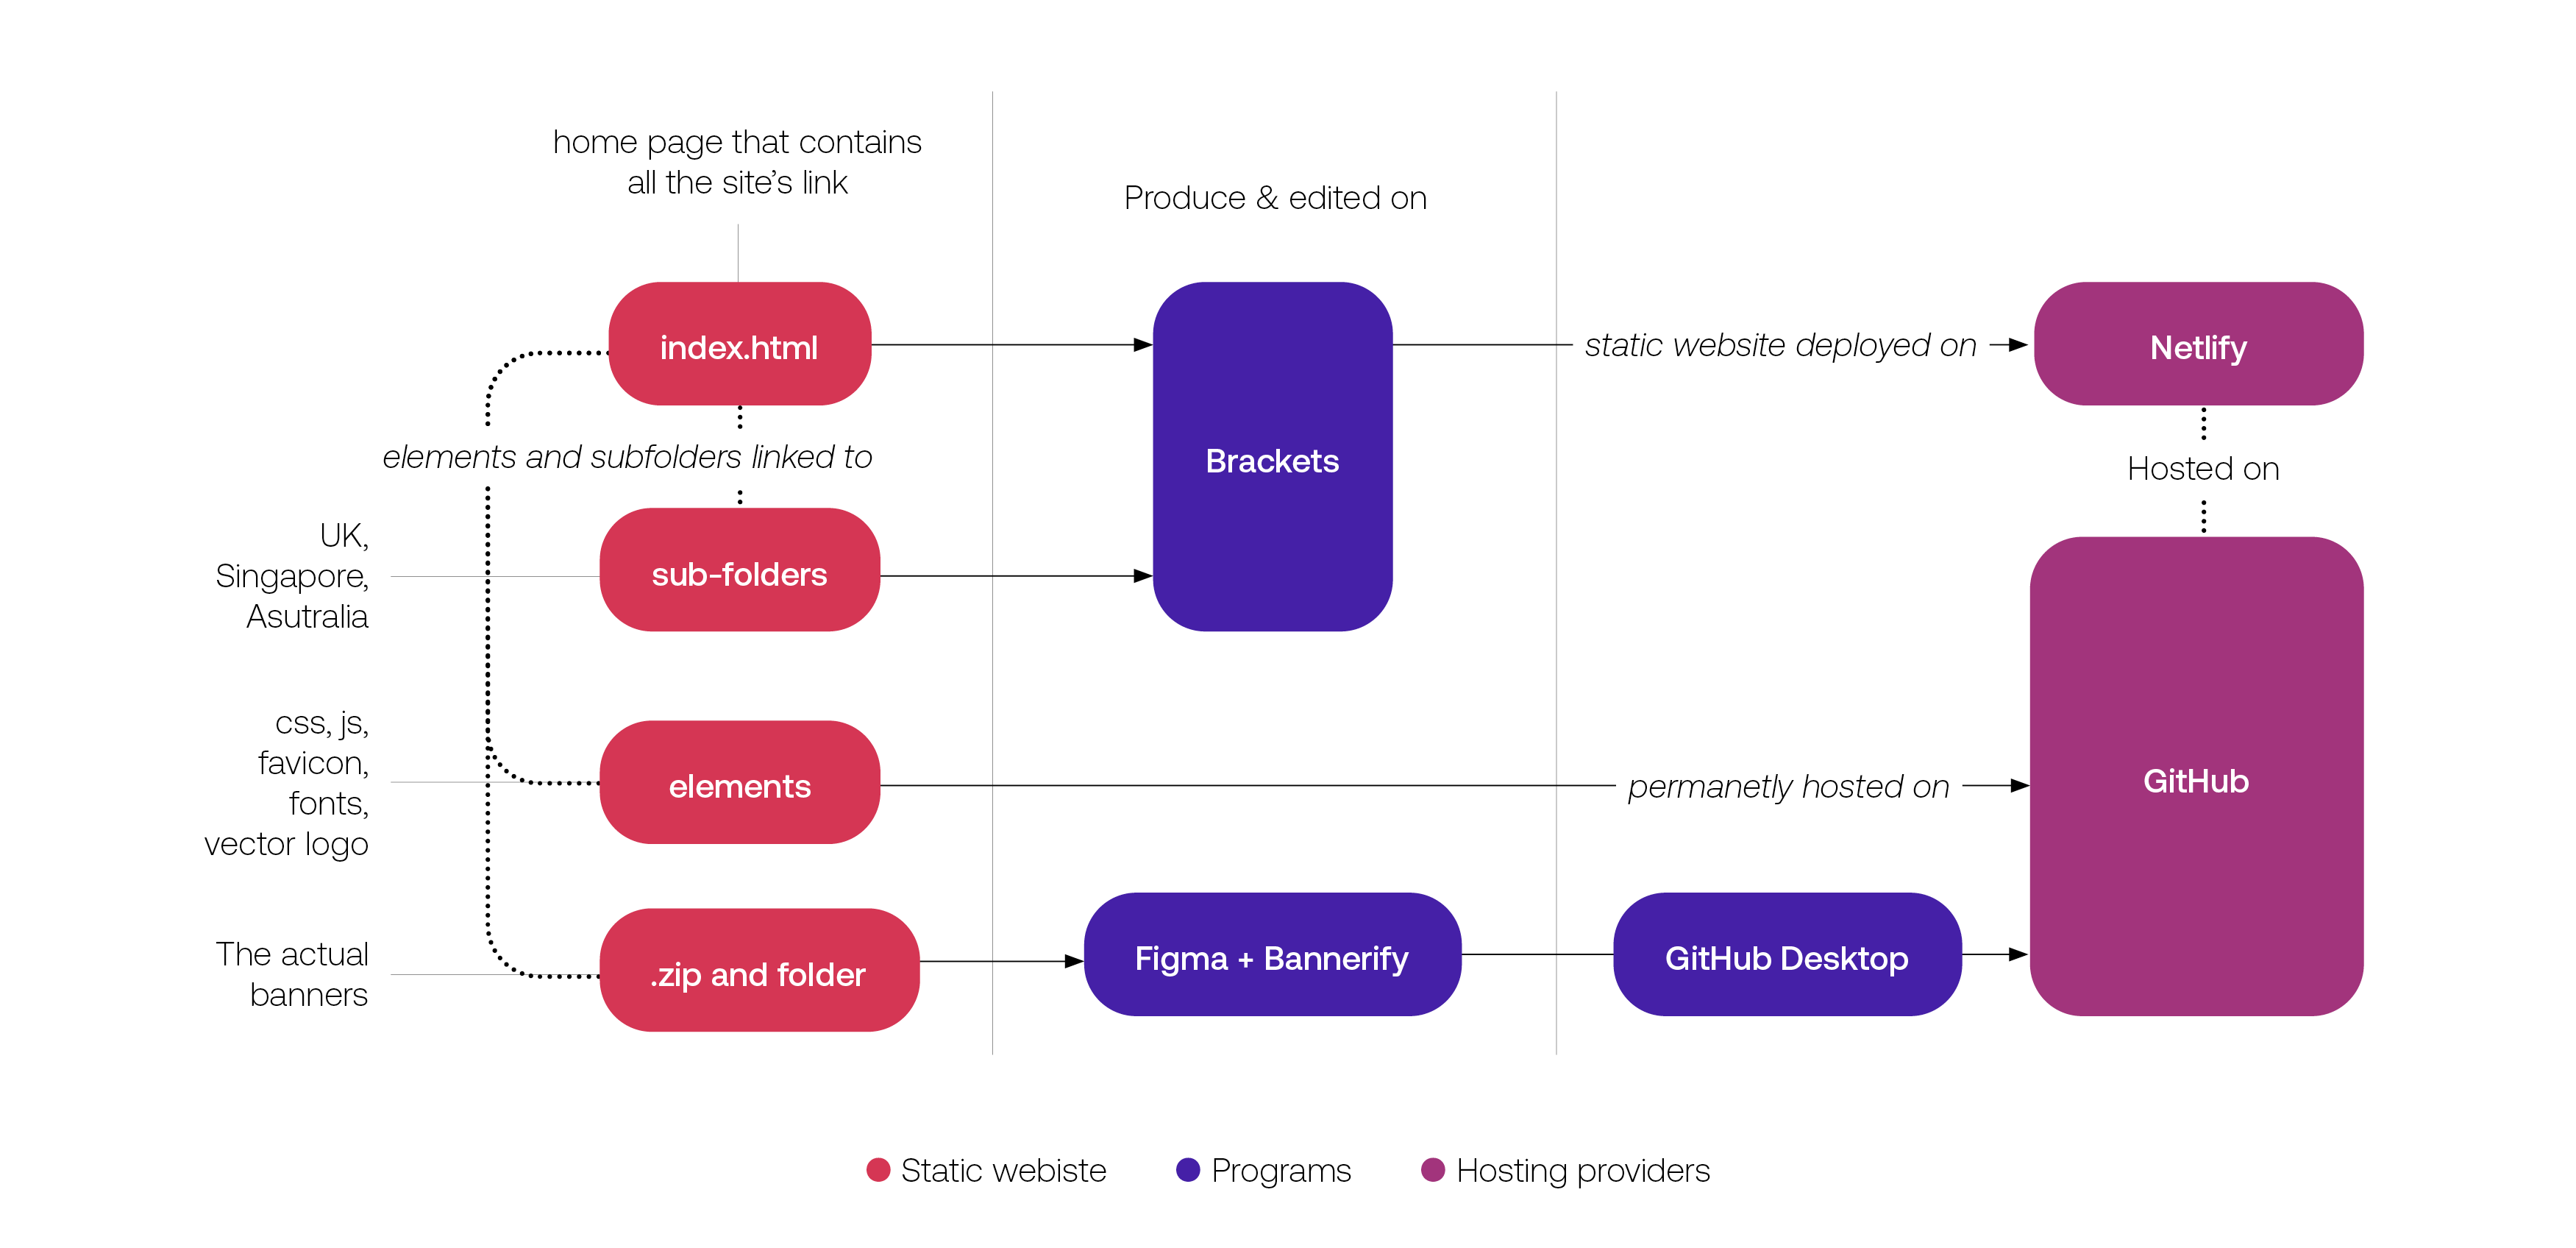 home page that contains
all the site's link
Produce & edited on
index.html
Brackets
static website deployed on
Netlify
elements and subfolders linked to
Hosted on
UK,
Singapore,
Asutralia
sub-folders
css, js,
favicon,
fonts,
vector logo
elements
permanetly hosted on
GitHub
The actual
banners
.zip and folder
Figma + Bannerify
GitHub Desktop
Static webiste
Programs
Hosting providers